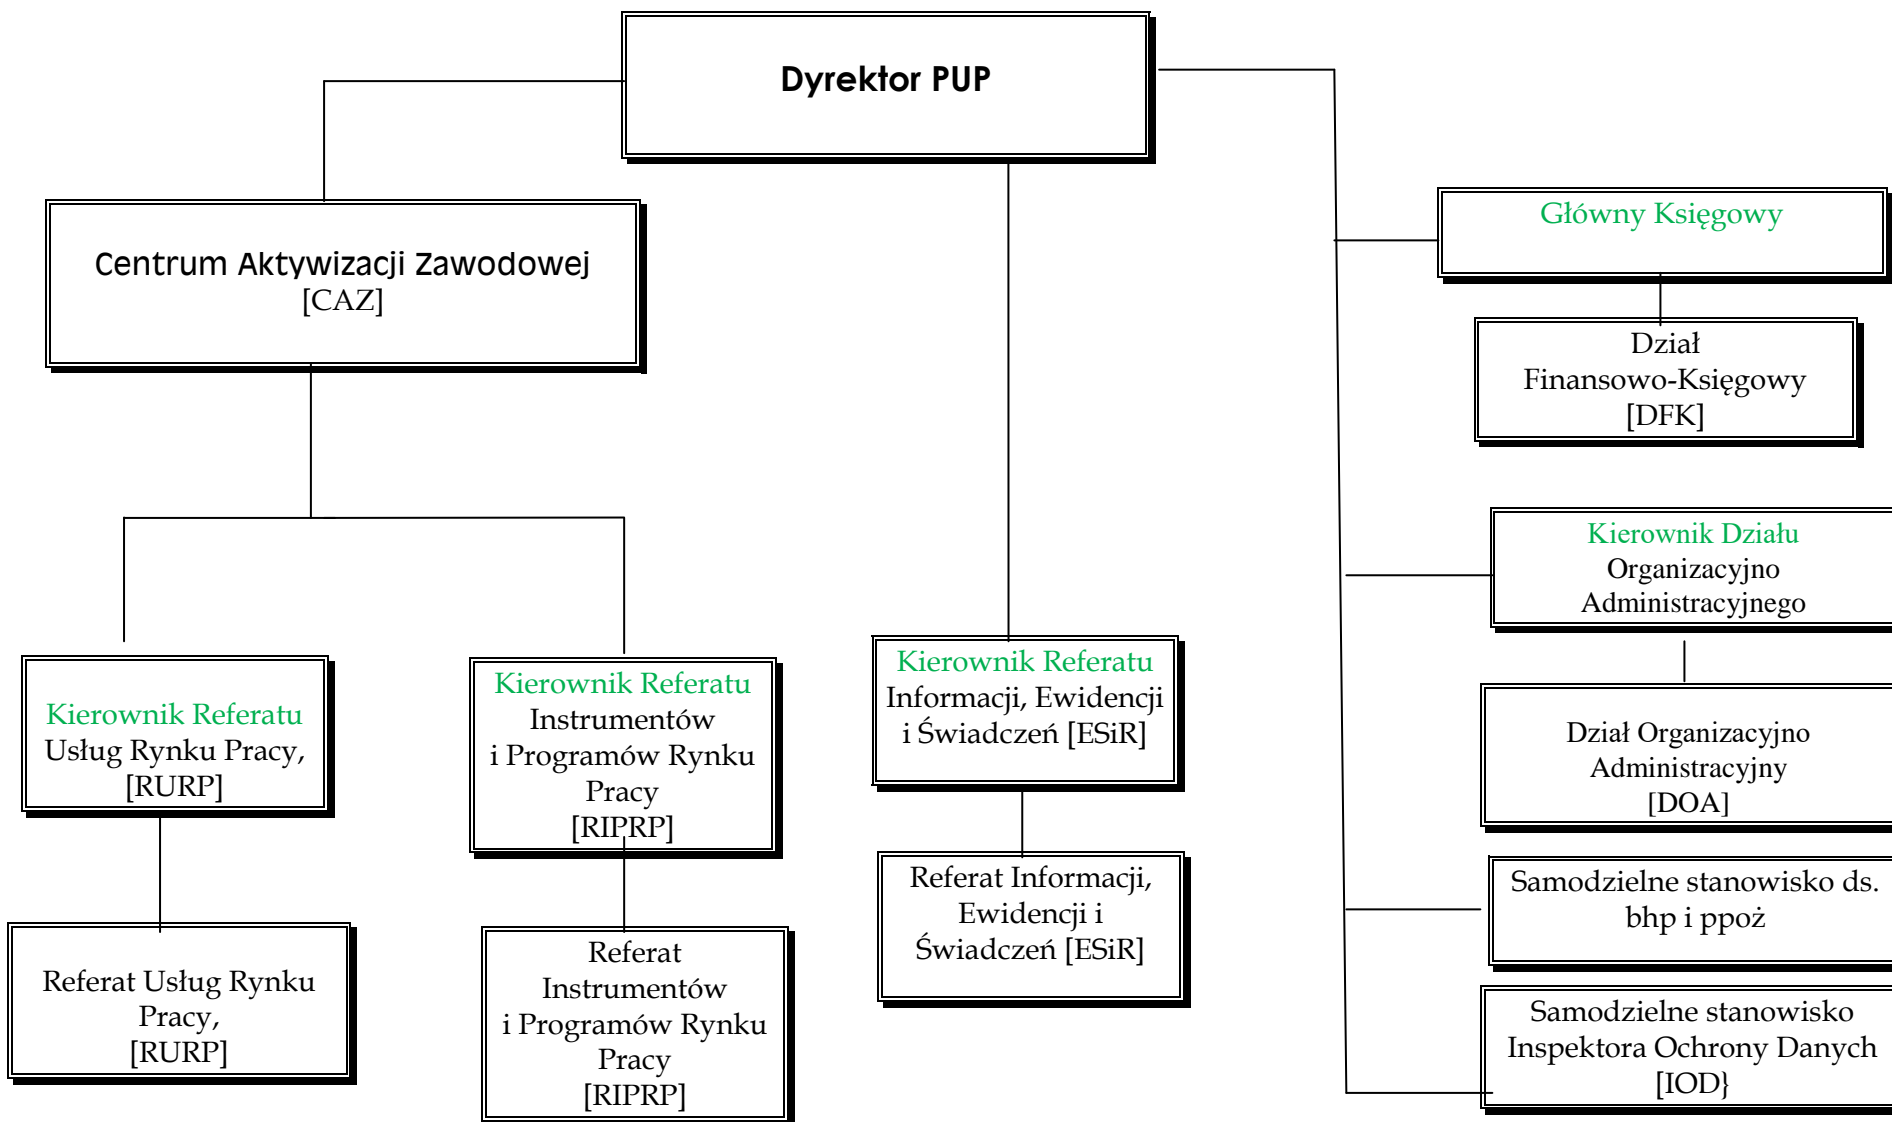 Dyrektor PUP
Centrum Aktywizacji Zawodowej
[CAZ]
Główny Księgowy
Dział
Finansowo-Księgowy
[DFK]
Kierownik Działu
Organizacyjno
Administracyjnego
Kierownik Referatu
Usług Rynku Pracy,
[RURP]
Kierownik Referatu
Instrumentów
i Programów Rynku
Pracy
[RIPRP]
Kierownik Referatu
Informacji, Ewidencji
i Świadczeń [ESiR]
Dział Organizacyjno
Administracyjny
[DOA]
Referat Usług Rynku
Pracy,
[RURP]
Referat
Instrumentów
i Programów Rynku
Pracy
[RIPRP]
Referat Informacji,
Ewidencji i
Świadczeń [ESiR]
Samodzielne stanowisko ds.
bhp i ppoż
Samodzielne stanowisko
Inspektora Ochrony Danych
[IOD}